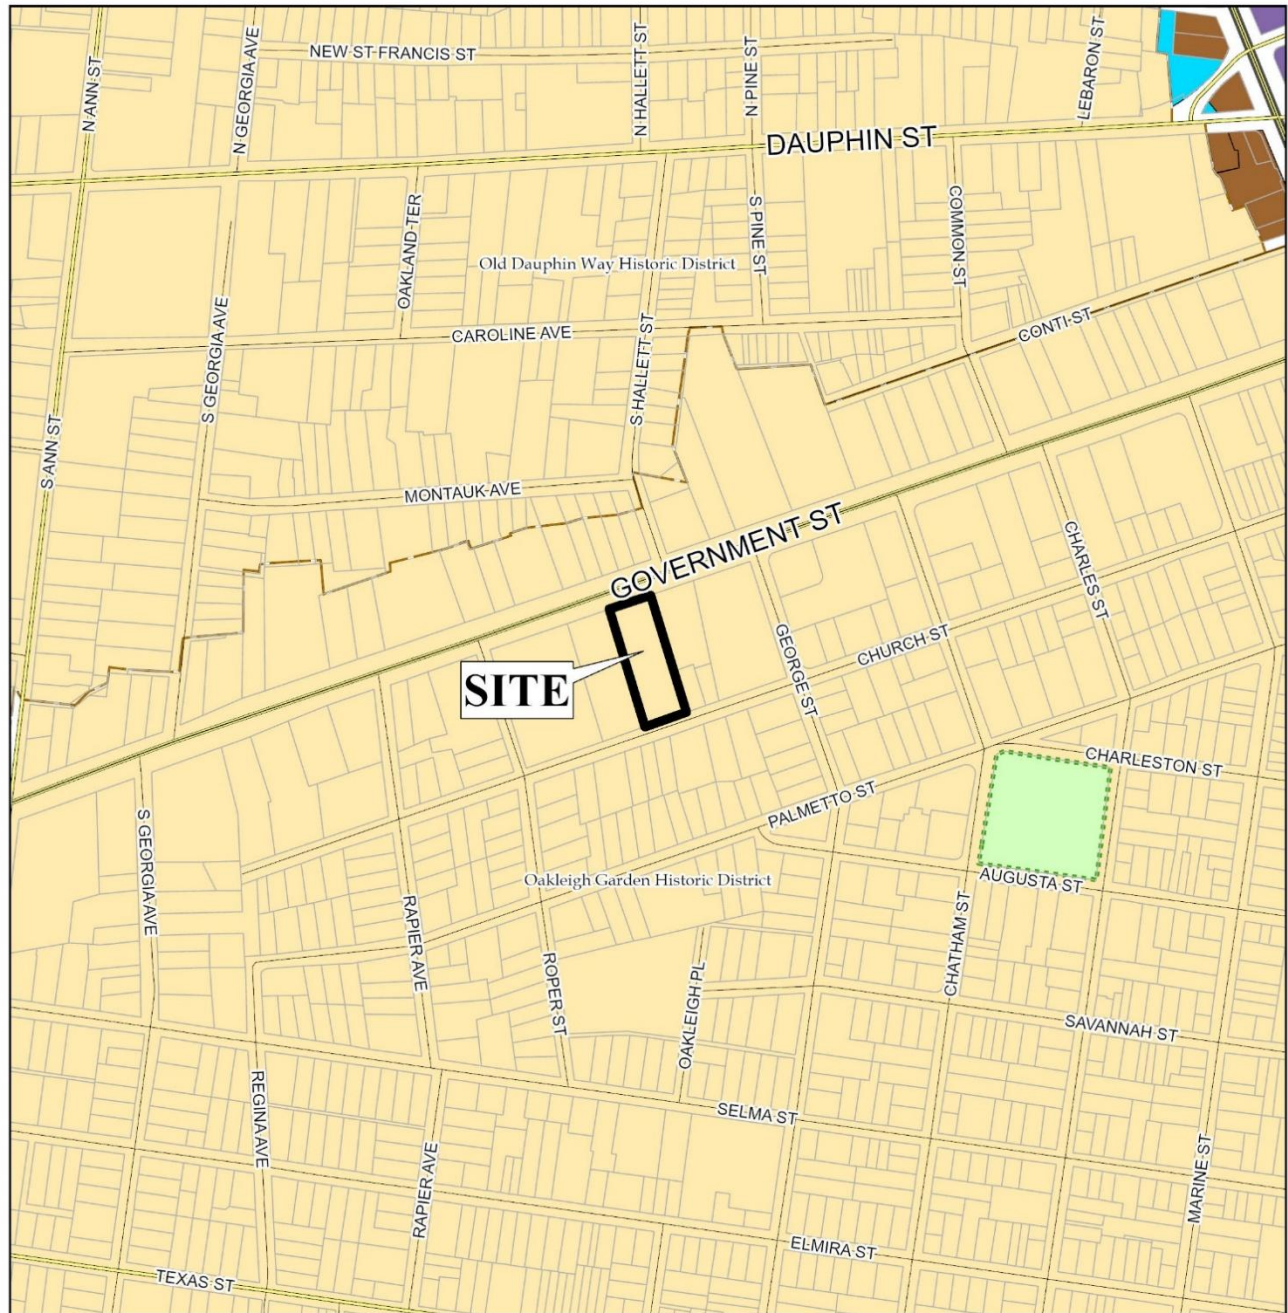 NEW ST FRANCIS ST
N ANN ST
N GEORGIA AVE
N HALLETT ST
N PINE ST
LEBARON ST
DAUPHIN ST
OAKLAND TER
S PINE ST
COMMON ST
Old Dauphin Way Historic District
S GEORGIA AVE
CAROLINE AVE
S HALLETT ST
CONTI ST
S ANN ST
MONTAUK AVE
GOVERNMENT ST
CHARLES ST
SITE
GEORGE ST
CHURCH ST
CHARLESTON ST
PALMETTO ST
S GEORGIA AVE
Oakleigh Garden Historic District
AUGUSTA ST
RAPIER AVE
ROPER ST
OAKLEIGH PL
CHATHAM ST
SAVANNAH ST
REGINA AVE
SELMA ST
MARINE ST
RAPIER AVE
ELMIRA ST
TEXAS ST